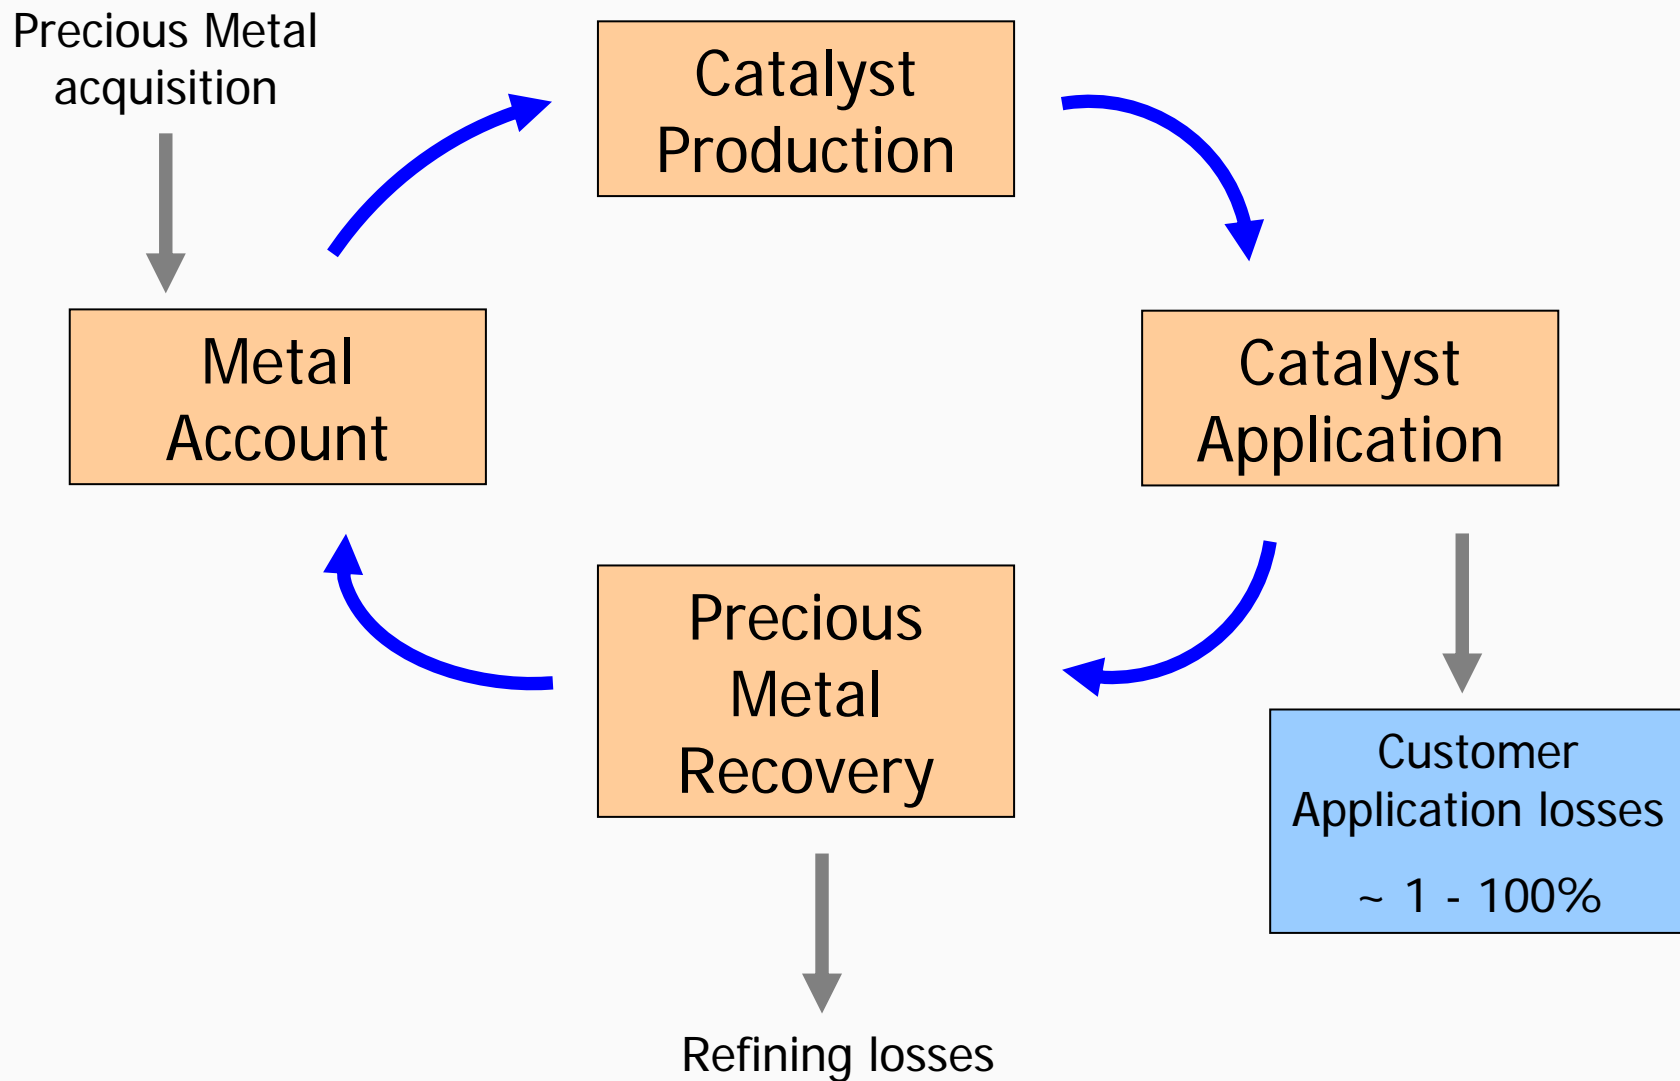 Precious Metal
acquisition
Catalyst
Production
Metal
Account
Catalyst
Application
Precious
Metal
Recovery
Customer
Application losses
~ 1 - 100%
Refining losses